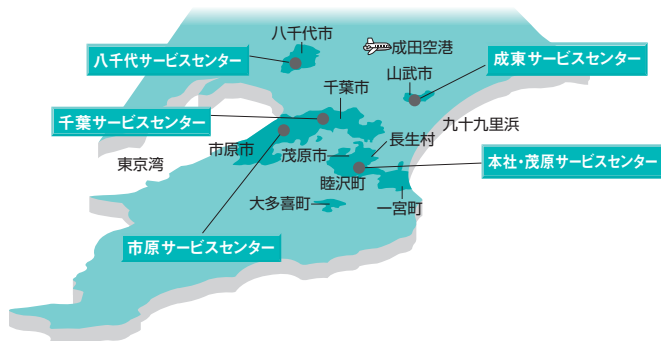 八千代市
成田空港
八千代サービスセンター
成東サービスセンター
山武市
千葉市
千葉サービスセンター
九十九里浜
市原市
茂原市
長生村
東京湾
本社・茂原サービスセンター
睦沢町
大多喜町
一宮町
市原サービスセンター